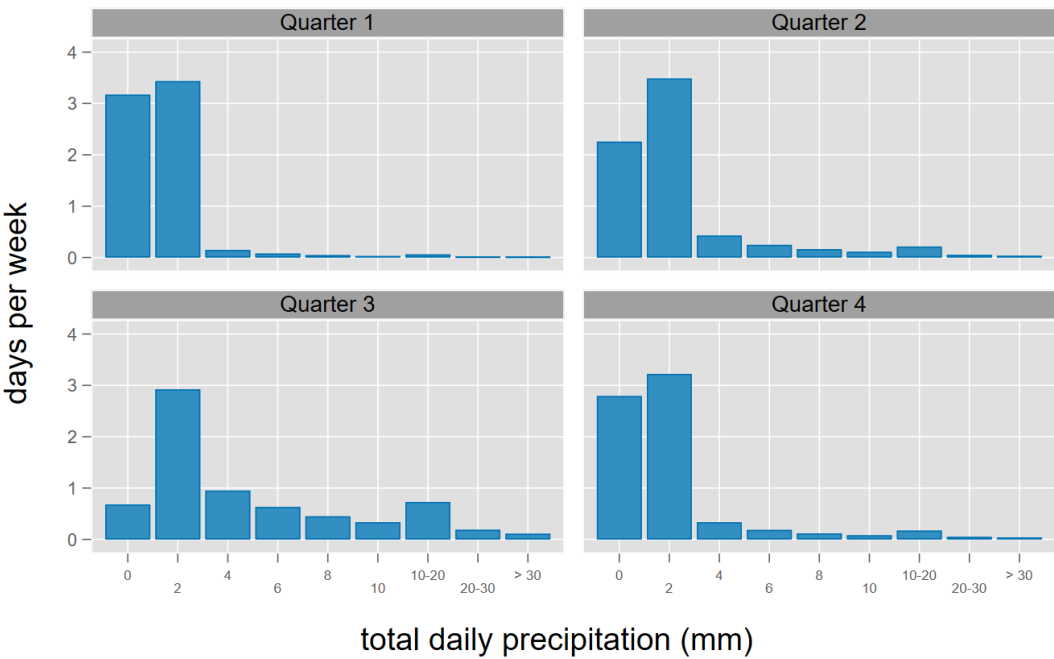 Quarter 1
Quarter 2
4
3
2
1
0
Quarter 3
Quarter 4
4
3
2
1
0
days per week
0 2 4 6 8 10 10-20 20-30 > 30
0 2 4 6 8 10 10-20 20-30 > 30
total daily precipitation (mm)